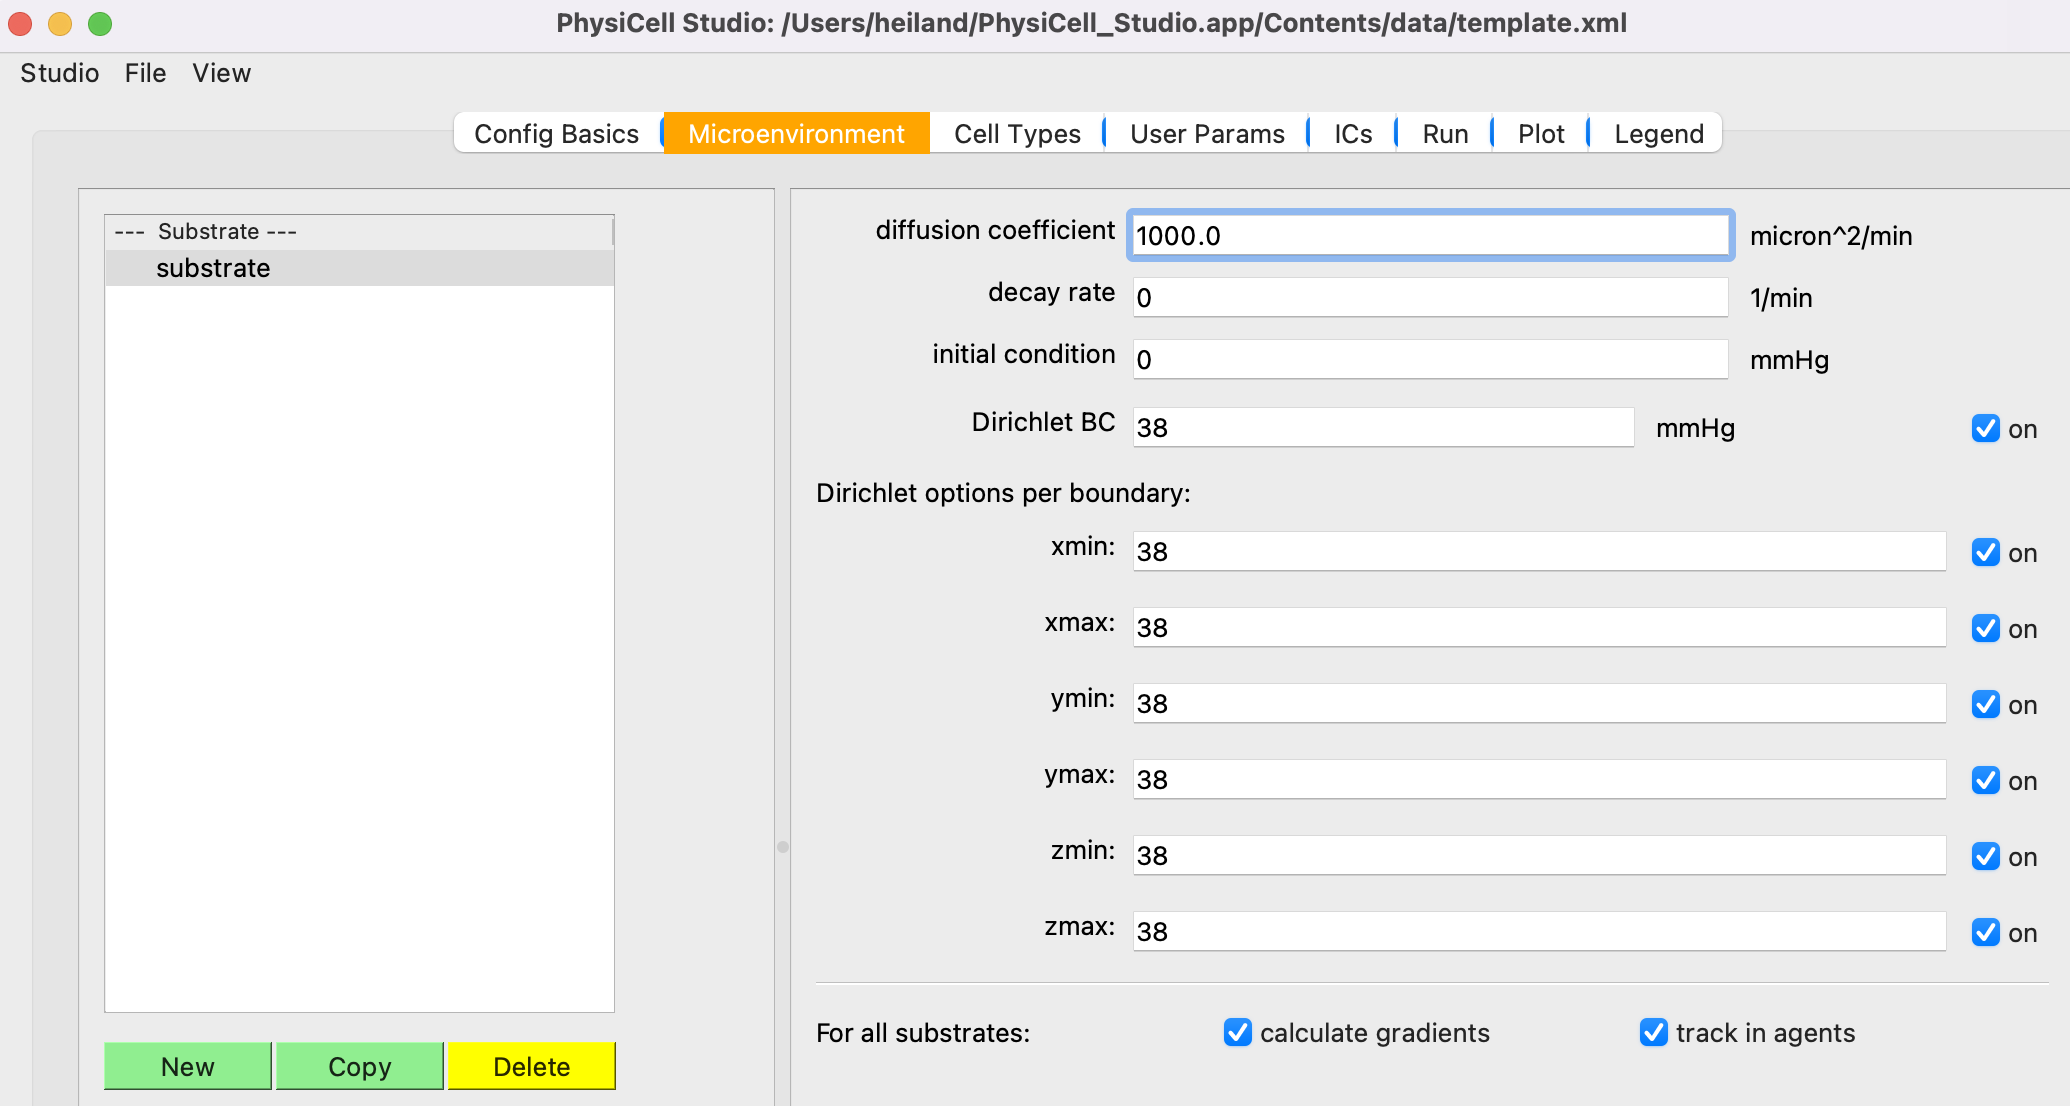 PhysiCell Studio: /Users/heiland/PhysiCell_Studio.app/Contents/data/template.xml
Studio File View
Config Basics Microenvironment Cell Types User Params ICs Run Plot Legend
--- Substrate ---
substrate
New Copy Delete
diffusion coefficient 1000.0 micron^2/min
decay rate 0 1/min
initial condition 0 mmHg
Dirichlet BC 38 mmHg on
Dirichlet options per boundary:
xmin: 38 on
xmax: 38 on
ymin: 38 on
ymax: 38 on
zmin: 38 on
zmax: 38 on
For all substrates: calculate gradients track in agents